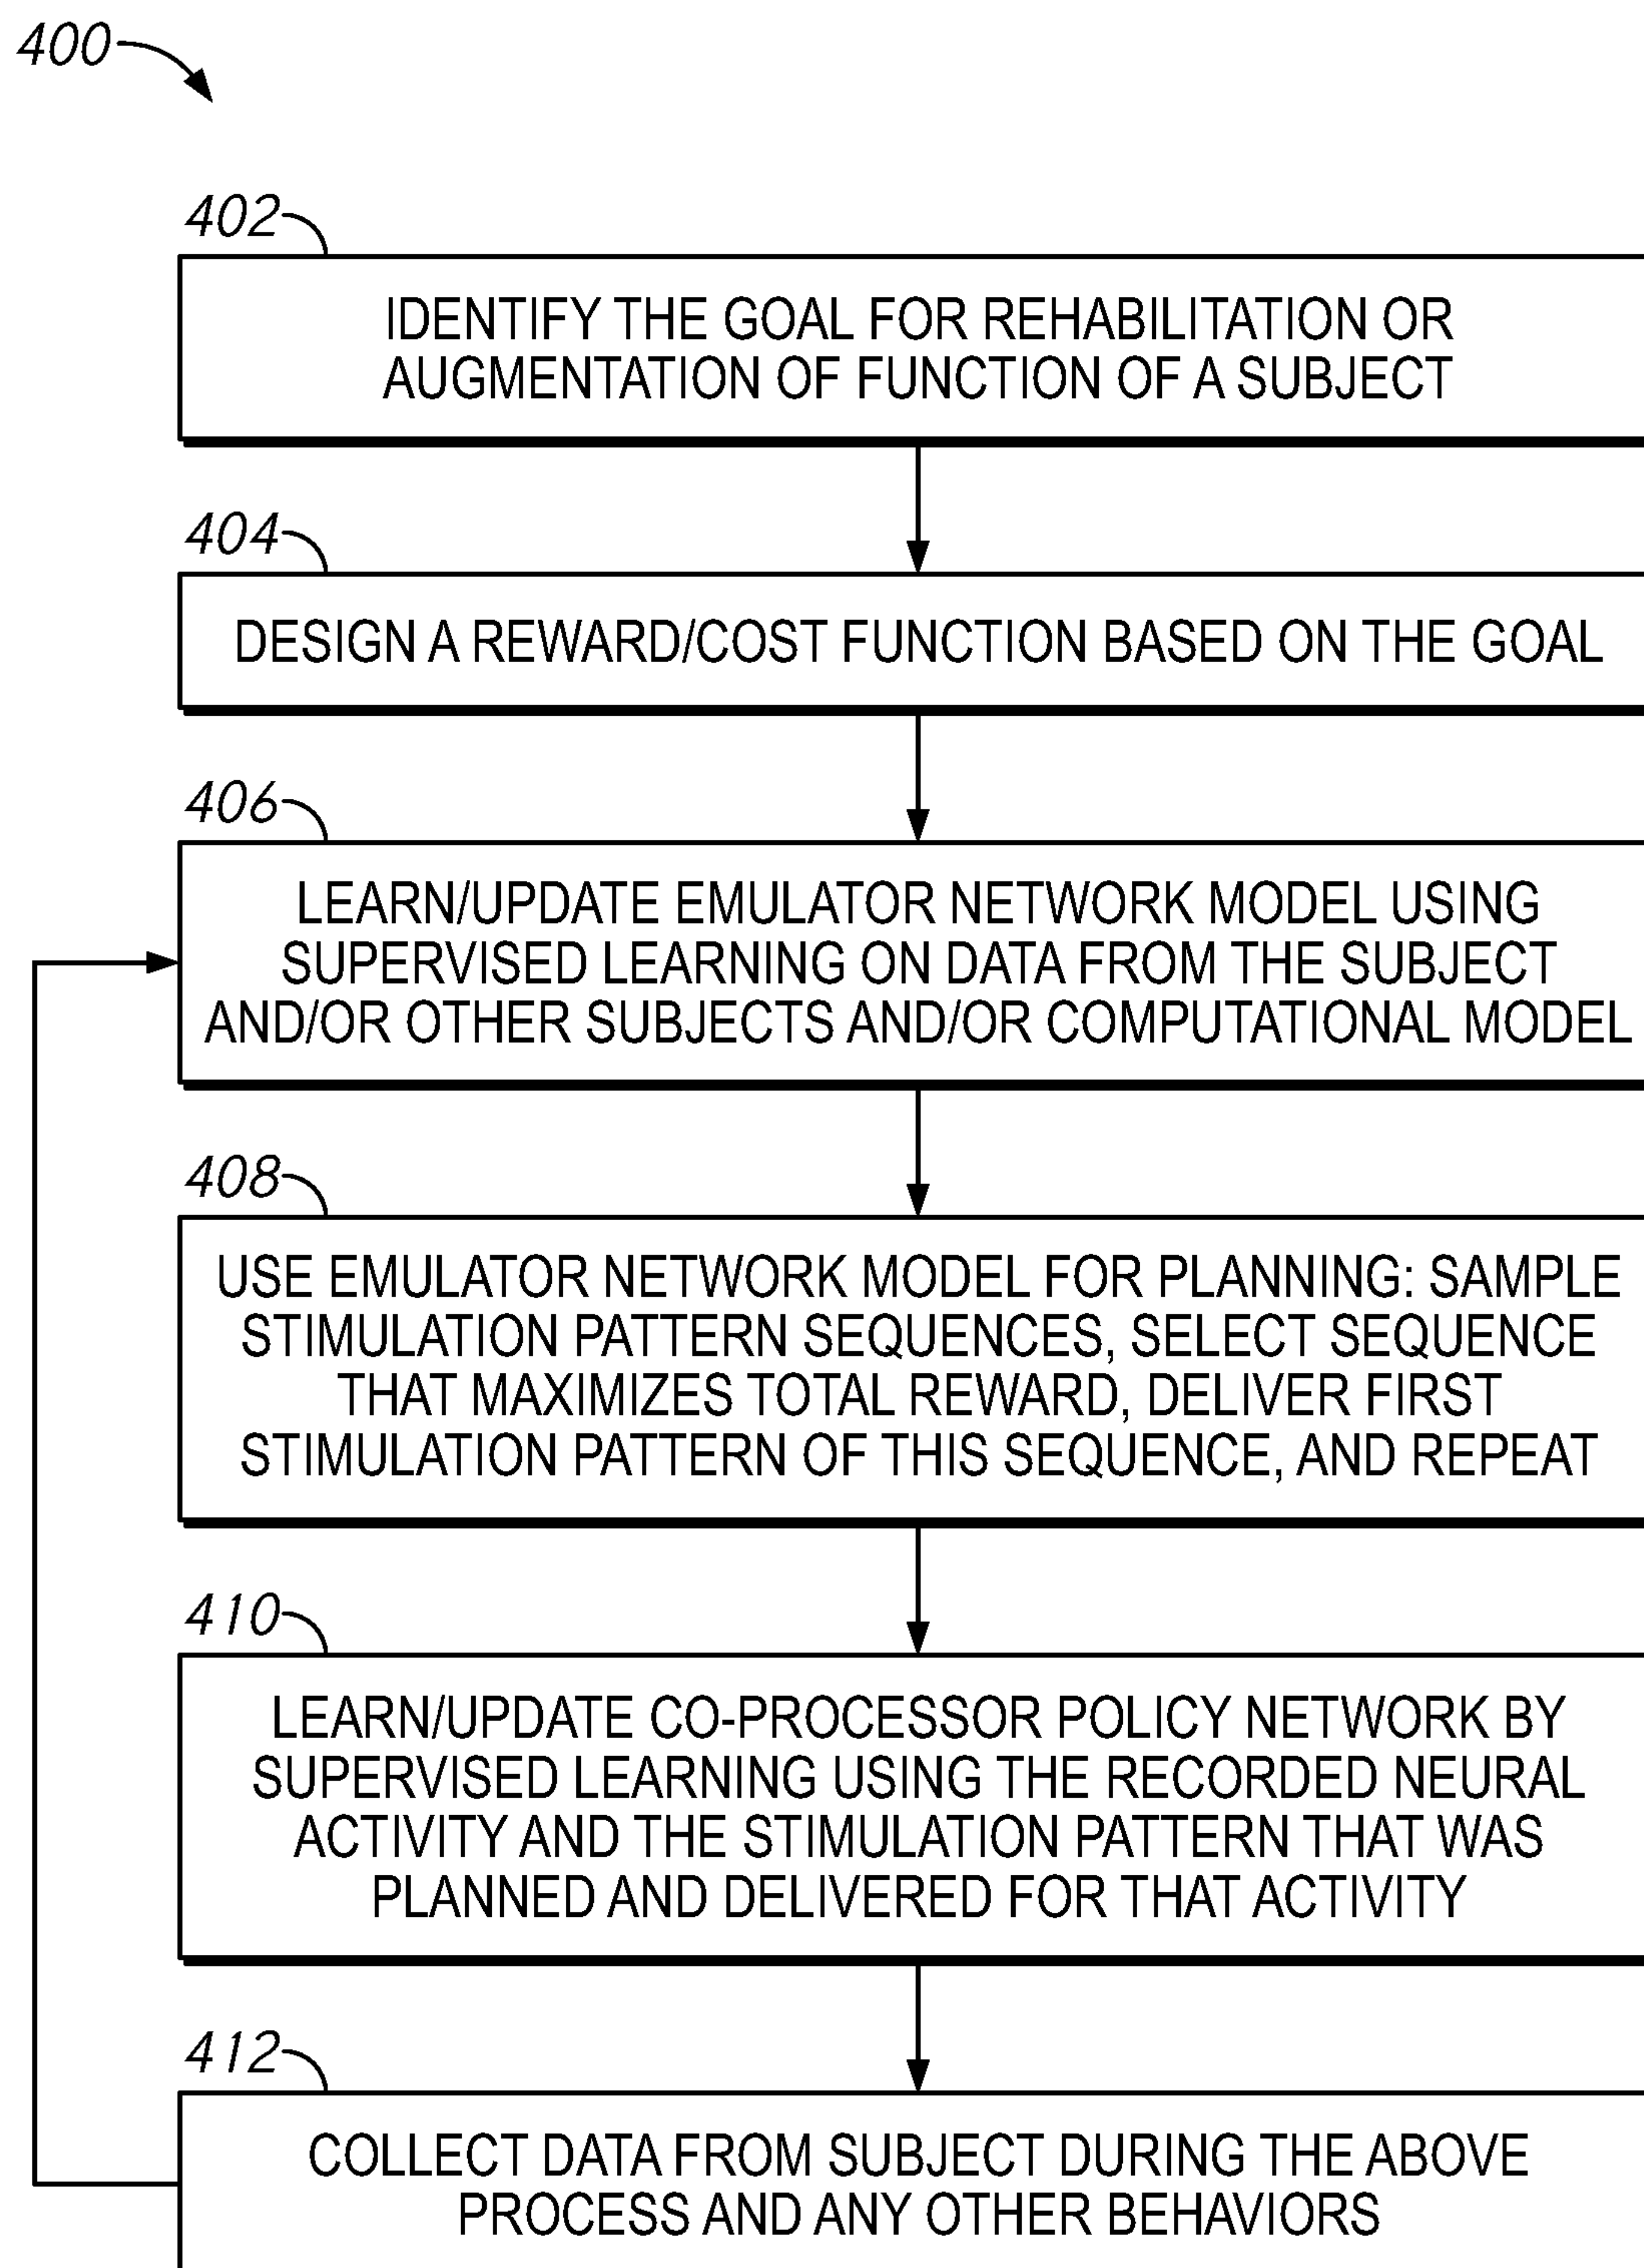 400
402
IDENTIFY THE GOAL FOR REHABILITATION OR
AUGMENTATION OF FUNCTION OF A SUBJECT
404
DESIGN A REWARD/COST FUNCTION BASED ON THE GOAL
406
LEARN/UPDATE EMULATOR NETWORK MODEL USING
SUPERVISED LEARNING ON DATA FROM THE SUBJECT
AND/OR OTHER SUBJECTS AND/OR COMPUTATIONAL MODEL
408
USE EMULATOR NETWORK MODEL FOR PLANNING: SAMPLE
STIMULATION PATTERN SEQUENCES, SELECT SEQUENCE
THAT MAXIMIZES TOTAL REWARD, DELIVER FIRST
STIMULATION PATTERN OF THIS SEQUENCE, AND REPEAT
410
LEARN/UPDATE CO-PROCESSOR POLICY NETWORK BY
SUPERVISED LEARNING USING THE RECORDED NEURAL
ACTIVITY AND THE STIMULATION PATTERN THAT WAS
PLANNED AND DELIVERED FOR THAT ACTIVITY
412
COLLECT DATA FROM SUBJECT DURING THE ABOVE
PROCESS AND ANY OTHER BEHAVIORS